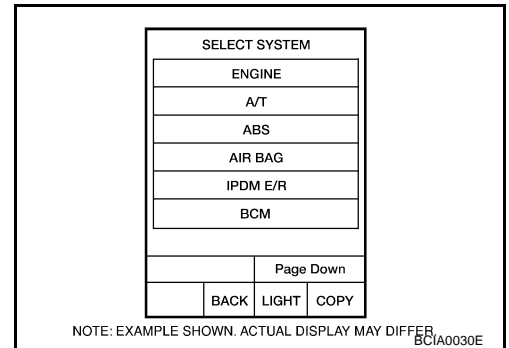 SELECT SYSTEM
ENGINE
A/T
ABS
AIR BAG
IPDM E/R
BCM
Page Down
BACK LIGHT COPY
NOTE: EXAMPLE SHOWN. ACTUAL DISPLAY MAY DIFFER.
BCIA0030E